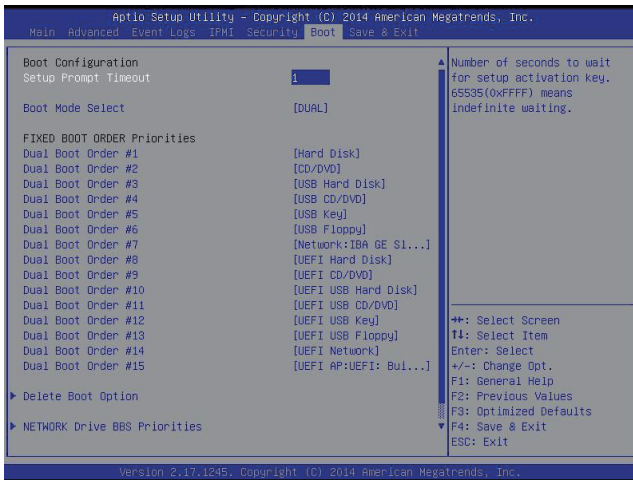 Aptio Setup Utility – Copyright (C) 2014 American Megatrends, Inc.
Main Advanced Event Logs IPMI Security Boot Save & Exit
Boot Configuration
Setup Prompt Timeout 1
Boot Mode Select [DUAL]
FIXED BOOT ORDER Priorities
Dual Boot Order #1 [Hard Disk]
Dual Boot Order #2 [CD/DVD]
Dual Boot Order #3 [USB Hard Disk]
Dual Boot Order #4 [USB CD/DVD]
Dual Boot Order #5 [USB Key]
Dual Boot Order #6 [USB Floppy]
Dual Boot Order #7 [Network:IBA GE Sl...]
Dual Boot Order #8 [UEFI Hard Disk]
Dual Boot Order #9 [UEFI CD/DVD]
Dual Boot Order #10 [UEFI USB Hard Disk]
Dual Boot Order #11 [UEFI USB CD/DVD]
Dual Boot Order #12 [UEFI USB Key]
Dual Boot Order #13 [UEFI USB Floppy]
Dual Boot Order #14 [UEFI Network]
Dual Boot Order #15 [UEFI AP:UEFI: Bui...]
Delete Boot Option
NETWORK Drive BBS Priorities
Number of seconds to wait
for setup activation key.
65535(0xFFFF) means
indefinite waiting.
→←: Select Screen
↑↓: Select Item
Enter: Select
+/-: Change Opt.
F1: General Help
F2: Previous Values
F3: Optimized Defaults
F4: Save & Exit
ESC: Exit
Version 2.17.1245. Copyright (C) 2014 American Megatrends, Inc.